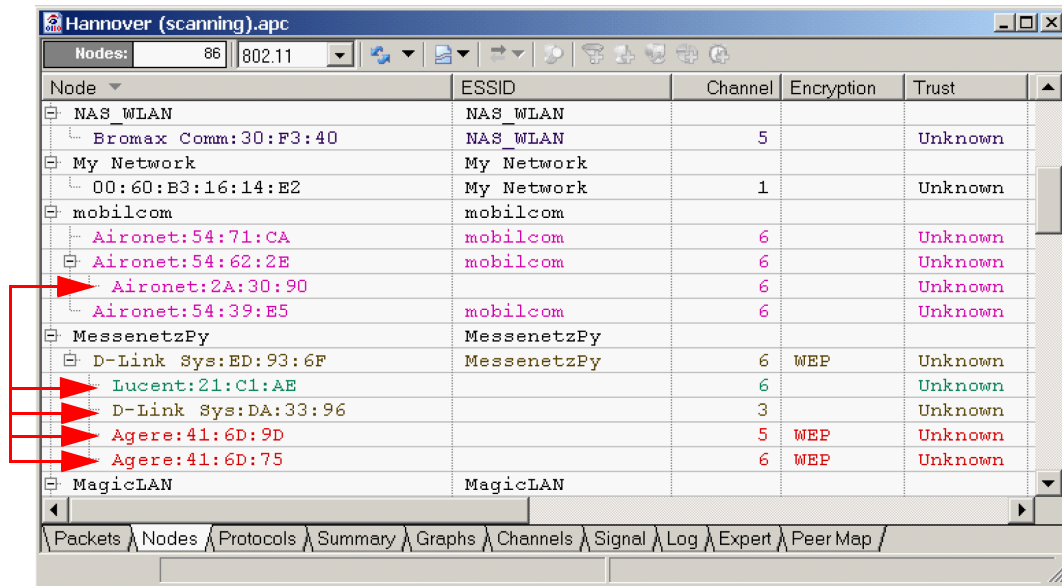 Hannover (scanning).apc
Nodes: 86 802.11
Node ESSID Channel Encryption Trust
NAS_WLAN NAS_WLAN
Bromax Comm:30:F3:40 NAS_WLAN 5 Unknown
My Network My Network
00:60:B3:16:14:E2 My Network 1 Unknown
mobilcom mobilcom
Aironet:54:71:CA mobilcom 6 Unknown
Aironet:54:62:2E mobilcom 6 Unknown
Aironet:2A:30:90 6 Unknown
Aironet:54:39:E5 mobilcom 6 Unknown
MessenetzPy MessenetzPy
D-Link Sys:ED:93:6F MessenetzPy 6 WEP Unknown
Lucent:21:C1:AE 6 Unknown
D-Link Sys:DA:33:96 3 Unknown
Agere:41:6D:9D 5 WEP Unknown
Agere:41:6D:75 6 WEP Unknown
MagicLAN MagicLAN
Packets Nodes Protocols Summary Graphs Channels Signal Log Expert Peer Map